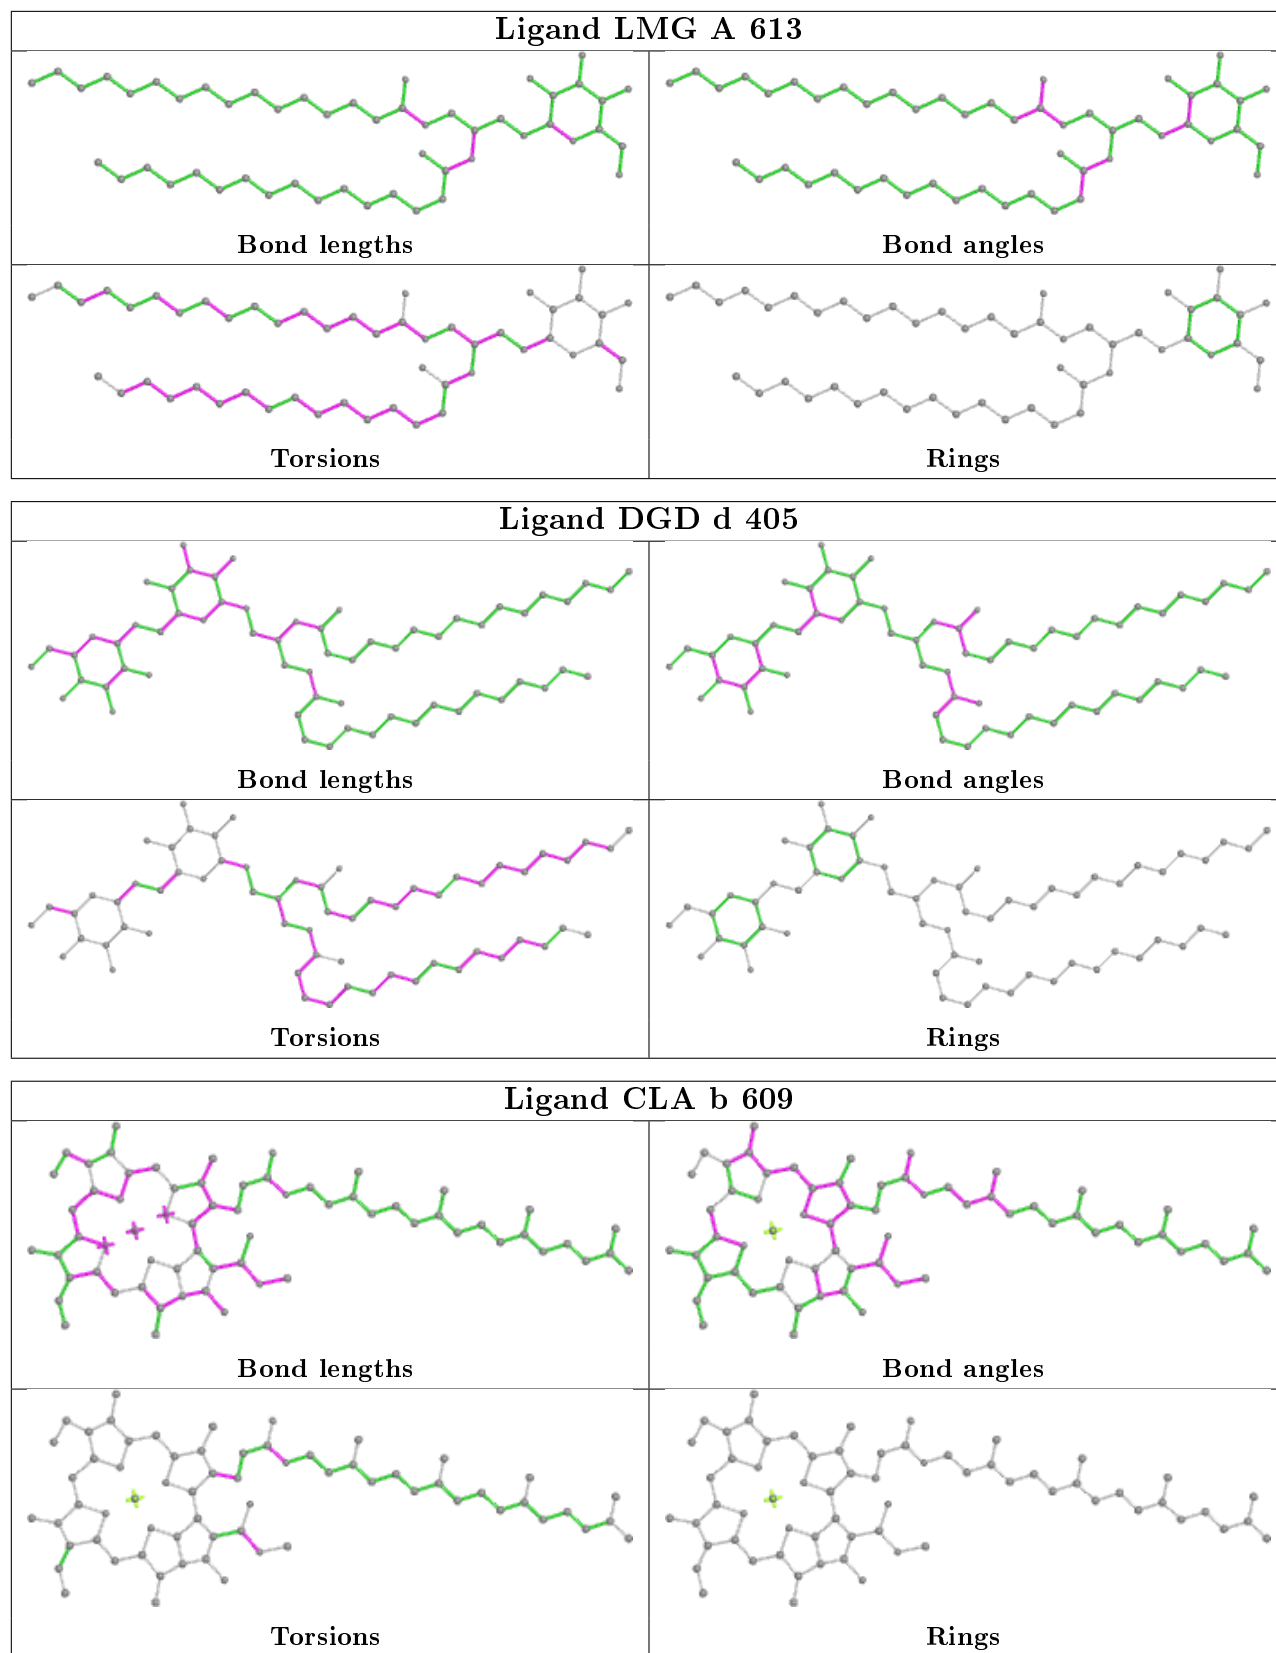 Ligand LMG A 613
Bond lengths
Bond angles
Torsions
Rings
Ligand DGD d 405
Bond lengths
Bond angles
Torsions
Rings
Ligand CLA b 609
Bond lengths
Bond angles
Torsions
Rings